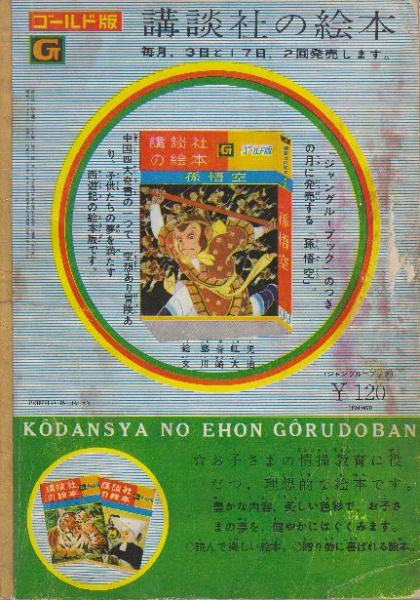 ゴールド版
G
講談社の絵本
毎月、3日と17日、2回発売します。
「ジャングル・ブック」のつぎ
の月に発売する「孫悟空」。
講談社
の絵本
G
ゴールド版
孫悟空
孫悟空
中国四大奇書の一つで、空想あり冒険あ
り、子供たちの夢を満たす
西遊記の絵本版です。
(ジャングル・ブック)
¥120
KÔDANSYA NO EHON GÔRUDOBAN
☆お子さまの情操教育に役
だつ、理想的な絵本です。
豊かな内容、美しい色彩で、お子さ
まの夢を、健やかにはぐくみます。
◇読んで楽しい絵本。◇贈り物に喜ばれる絵本。
講談社
の絵本
講談社
の絵本